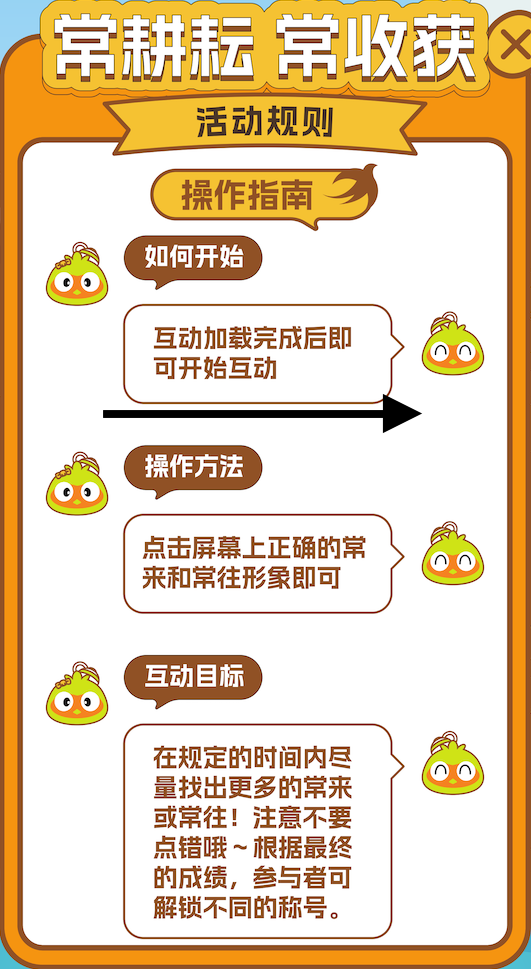 常耕耘 常收获
活动规则
操作指南
如何开始
互动加载完成后即
可开始互动
操作方法
点击屏幕上正确的常
来和常往形象即可
互动目标
在规定的时间内尽
量找出更多的常来
或常往！注意不要
点错哦～根据最终
的成绩，参与者可
解锁不同的称号。